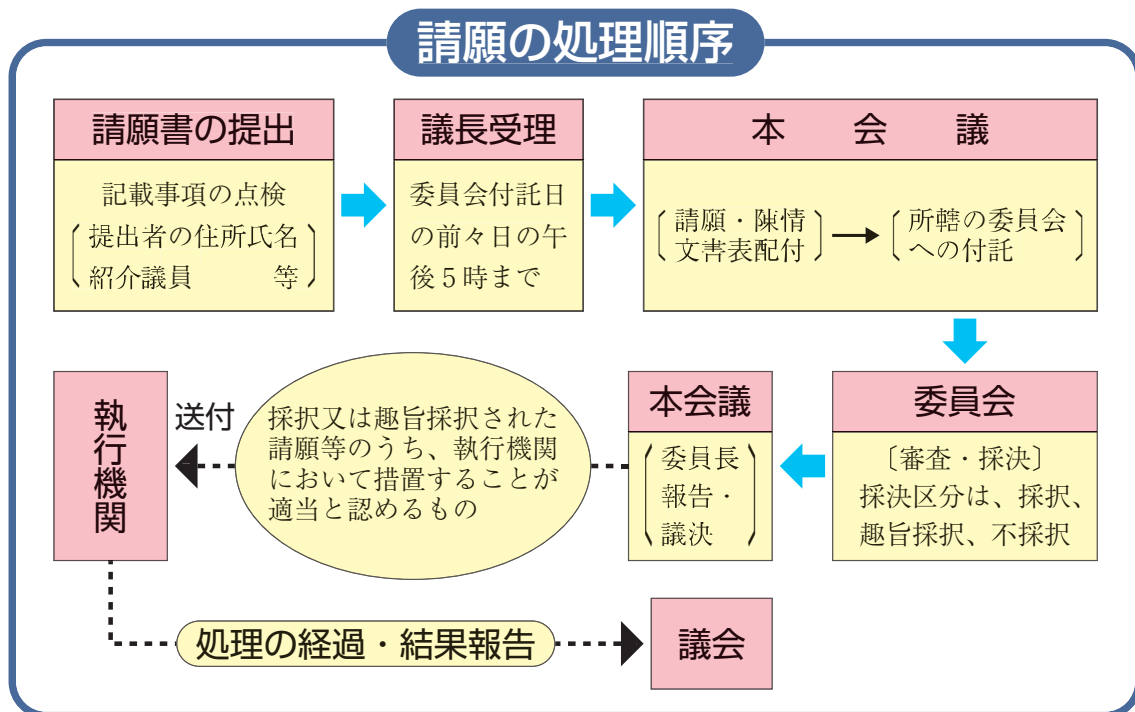 請願の処理順序
請願書の提出
記載事項の点検
提出者の住所氏名
紹介議員　　等
議長受理
委員会付託日
の前々日の午
後5時まで
本　会　議
請願・陳情
文書表配付
所轄の委員会
への付託
委員会
〔審査・採決〕
採決区分は、採択、
趣旨採択、不採択
本会議
委員長
報告・
議決
採択又は趣旨採択された
請願等のうち、執行機関
において措置することが
適当と認めるもの
送付
執行機関
処理の経過・結果報告
議会